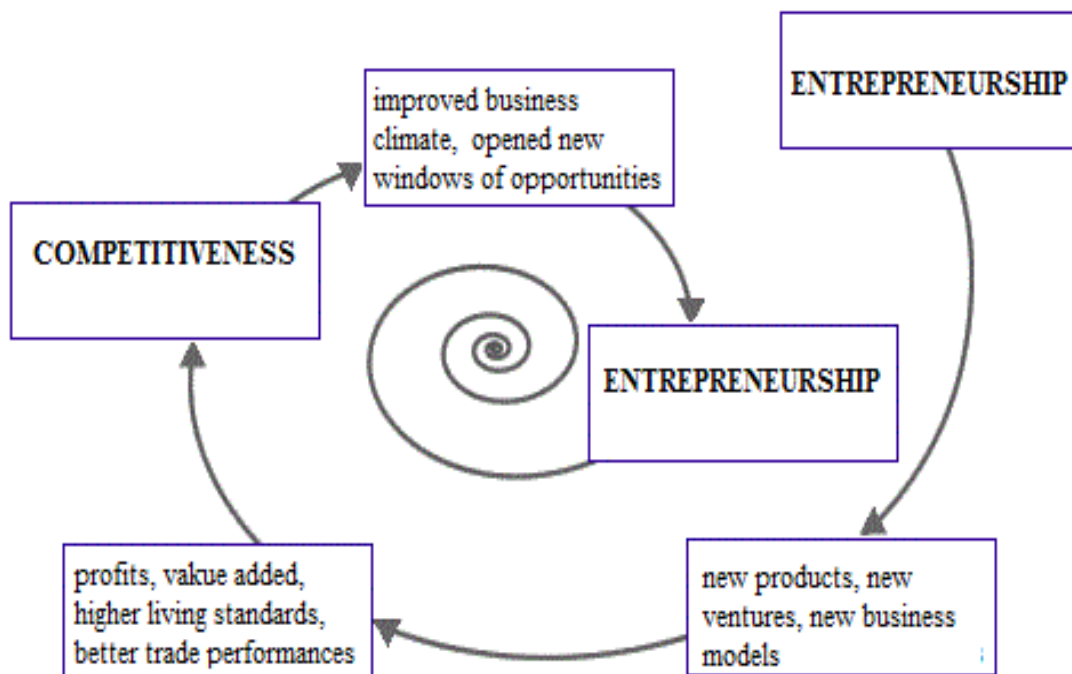 ENTREPRENEURSHIP
improved business
climate, opened new
windows of opportunities
COMPETITIVENESS
ENTREPRENEURSHIP
profits, vakue added,
higher living standards,
better trade performances
new products, new
ventures, new business
models